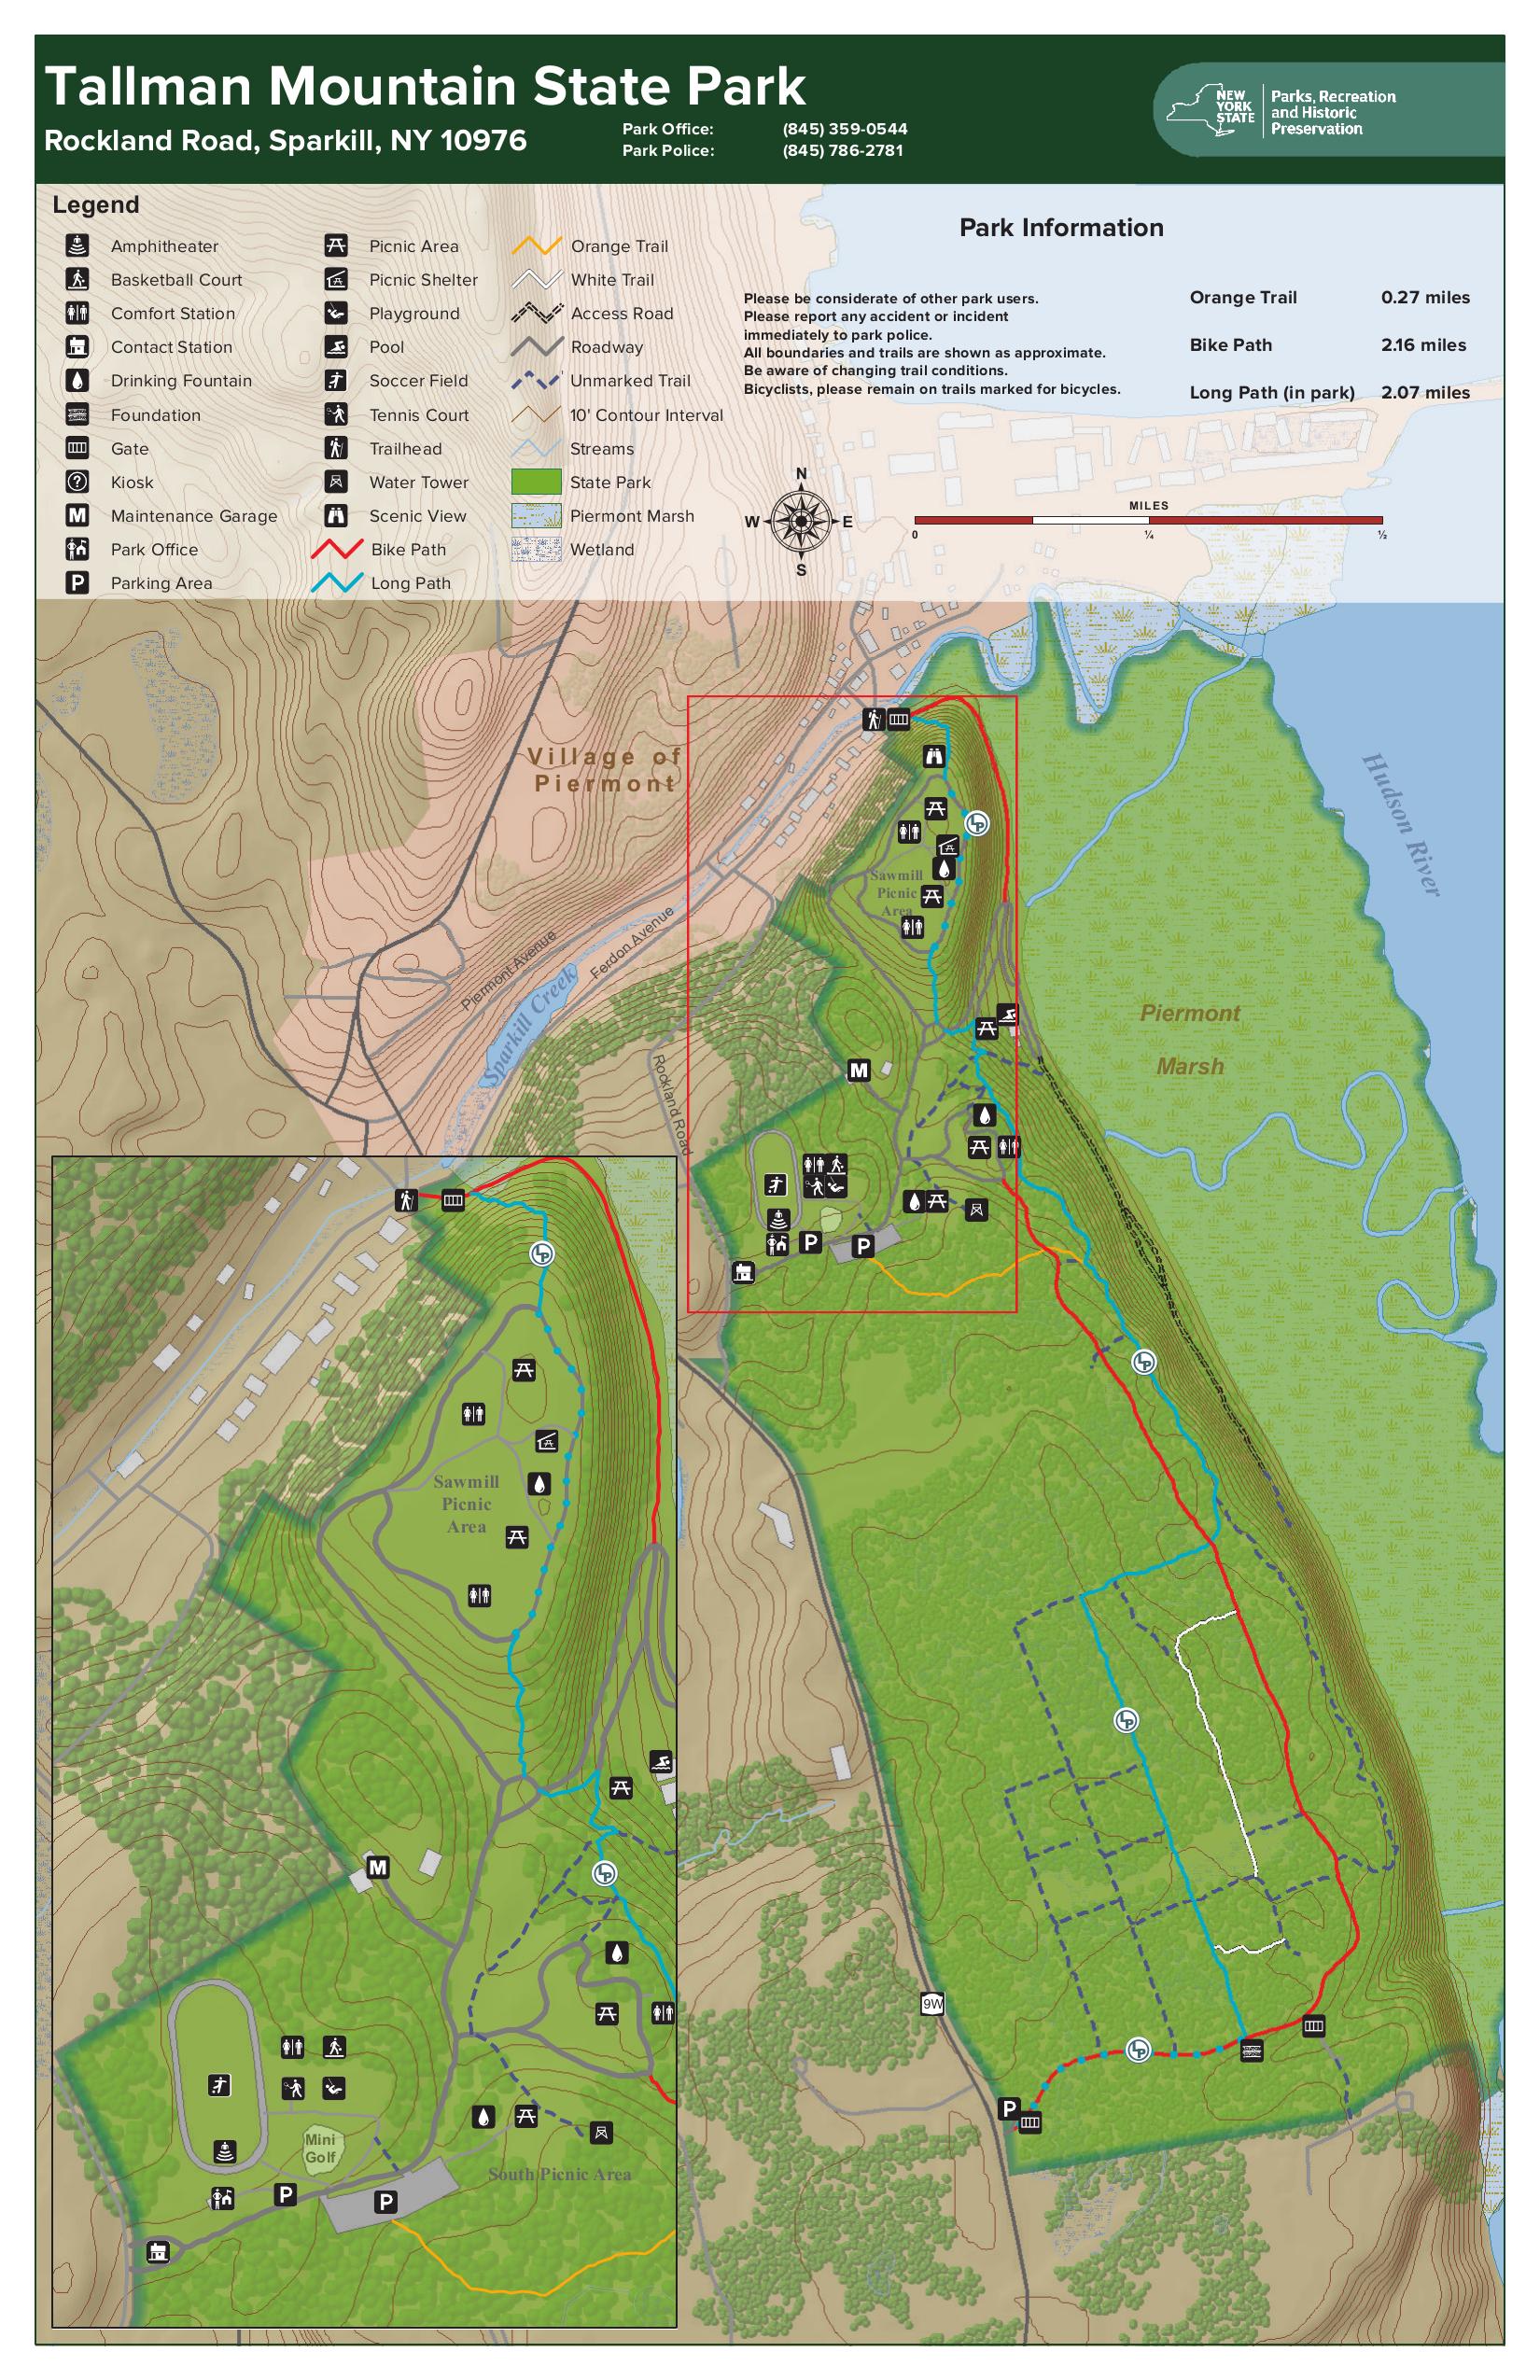 Tallman Mountain State Park
Rockland Road, Sparkill, NY 10976
Park Office: (845) 359-0544
Park Police: (845) 786-2781
NEW
YORK
STATE
Parks, Recreation
and Historic
Preservation
Legend
Amphitheater
Basketball Court
Comfort Station
Contact Station
Drinking Fountain
Foundation
Gate
Kiosk
M Maintenance Garage
Park Office
P Parking Area
Picnic Area
Picnic Shelter
Playground
Pool
Soccer Field
Tennis Court
Trailhead
Water Tower
Scenic View
Bike Path
Long Path
Orange Trail
White Trail
Access Road
Roadway
Unmarked Trail
10' Contour Interval
Streams
State Park
Piermont Marsh
Wetland
Park Information
Please be considerate of other park users.
Please report any accident or incident
immediately to park police.
All boundaries and trails are shown as approximate.
Be aware of changing trail conditions.
Bicyclists, please remain on trails marked for bicycles.
Orange Trail 0.27 miles
Bike Path 2.16 miles
Long Path (in park) 2.07 miles
N
W E
S
MILES
0 ¼ ½
Village of
Piermont
Hudson River
LP
Sawmill
Picnic
Area
Piermont Avenue
Ferdon Avenue
Sparkill Creek
Rockland Road
Piermont
Marsh
M
P
P
LP
LP
9W
LP
P
LP
Sawmill
Picnic
Area
M
LP
Mini
Golf
South Picnic Area
P
P